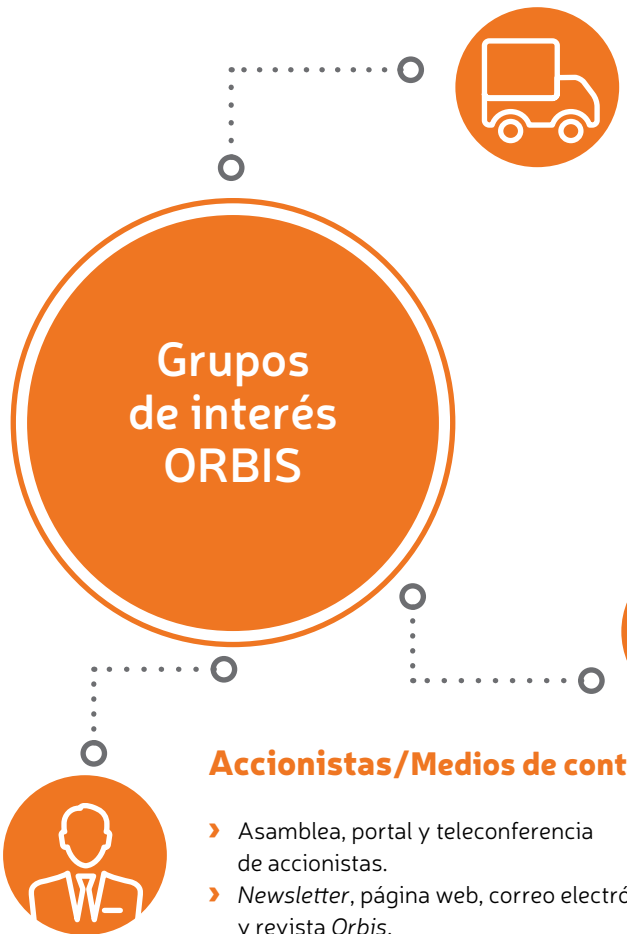 Grupos
de interés
ORBIS
Accionistas/Medios de cont
› Asamblea, portal y teleconferencia
de accionistas.
› Newsletter, página web, correo electró
y revista Orbis.